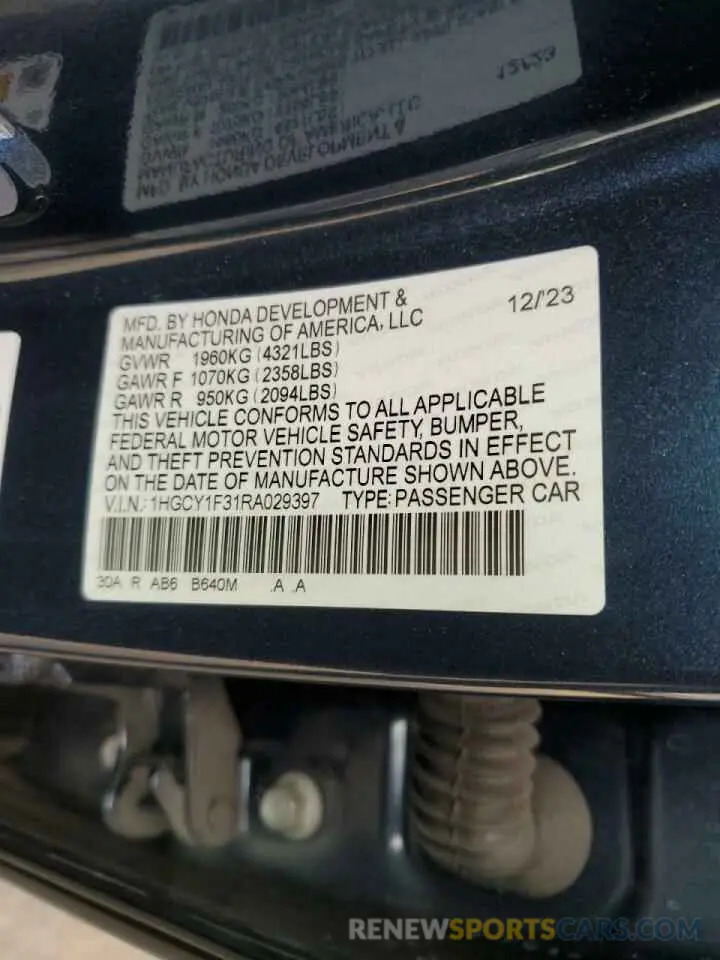 MFD. BY HONDA DEVELOPMENT &
MANUFACTURING OF AMERICA, LLC
12/'23
GVWR 1960KG (4321LBS)
GAWR F 1070KG (2358LBS)
GAWR R 950KG (2094LBS)
THIS VEHICLE CONFORMS TO ALL APPLICABLE
FEDERAL MOTOR VEHICLE SAFETY, BUMPER,
AND THEFT PREVENTION STANDARDS IN EFFECT
ON THE DATE OF MANUFACTURE SHOWN ABOVE.
V.I.N.: 1HGCY1F31RA029397 TYPE: PASSENGER CAR
30A R AB6 B640M .A .A
RENEWSPORTSCARS.COM